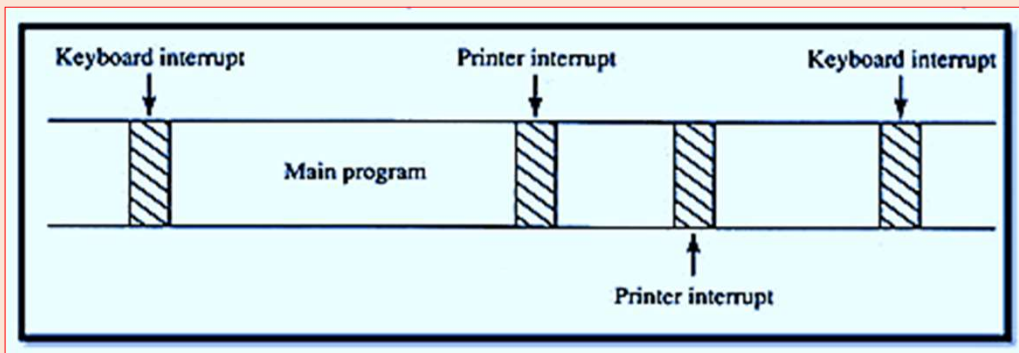 Keyboard interrupt
Printer interrupt
Keyboard interrupt
Main program
Printer interrupt